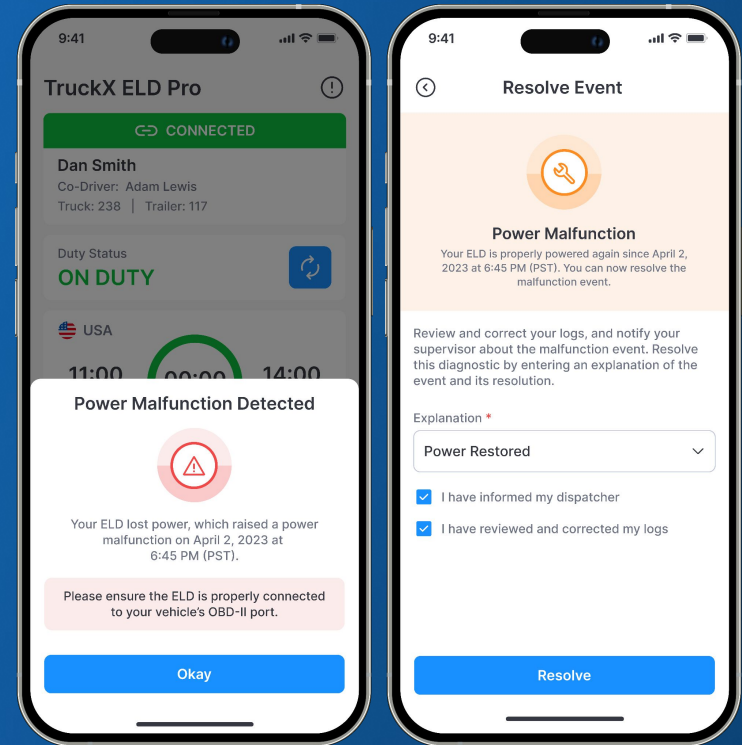 9:41
TruckX ELD Pro
CONNECTED
Dan Smith
Co-Driver: Adam Lewis
Truck: 238 | Trailer: 117
Duty Status
ON DUTY
USA
11:00 00:00 14:00
Power Malfunction Detected
Your ELD lost power, which raised a power
malfunction on April 2, 2023 at
6:45 PM (PST).
Please ensure the ELD is properly connected
to your vehicle's OBD-II port.
Okay
9:41
Resolve Event
Power Malfunction
Your ELD is properly powered again since April 2,
2023 at 6:45 PM (PST). You can now resolve the
malfunction event.
Review and correct your logs, and notify your
supervisor about the malfunction event. Resolve
this diagnostic by entering an explanation of the
event and its resolution.
Explanation *
Power Restored
I have informed my dispatcher
I have reviewed and corrected my logs
Resolve